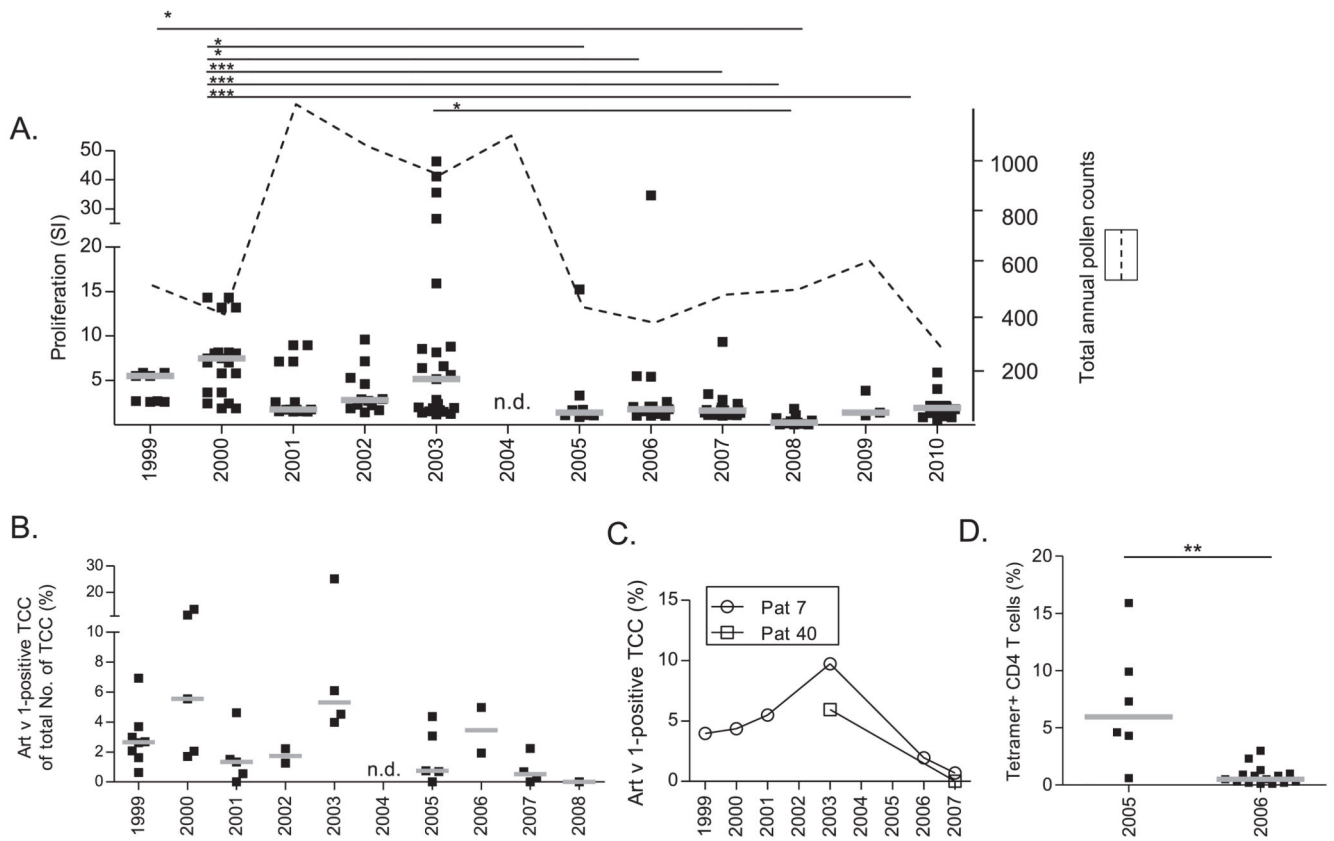 *
*
*
***
***
***
*
A.
Proliferation (SI)
50
40
30
20
15
10
5
n.d.
1000
800
600
400
200
Total annual pollen counts
1999 2000 2001 2002 2003 2004 2005 2006 2007 2008 2009 2010
B.
Art v 1-positive TCC
of total No. of TCC (%)
30
20
10
8
6
4
2
0
n.d.
1999 2000 2001 2002 2003 2004 2005 2006 2007 2008
C.
Art v 1-positive TCC (%)
15
10
5
0
Pat 7
Pat 40
1999 2000 2001 2002 2003 2004 2005 2006 2007
D.
Tetramer+ CD4 T cells (%)
20
15
10
5
0
**
2005 2006